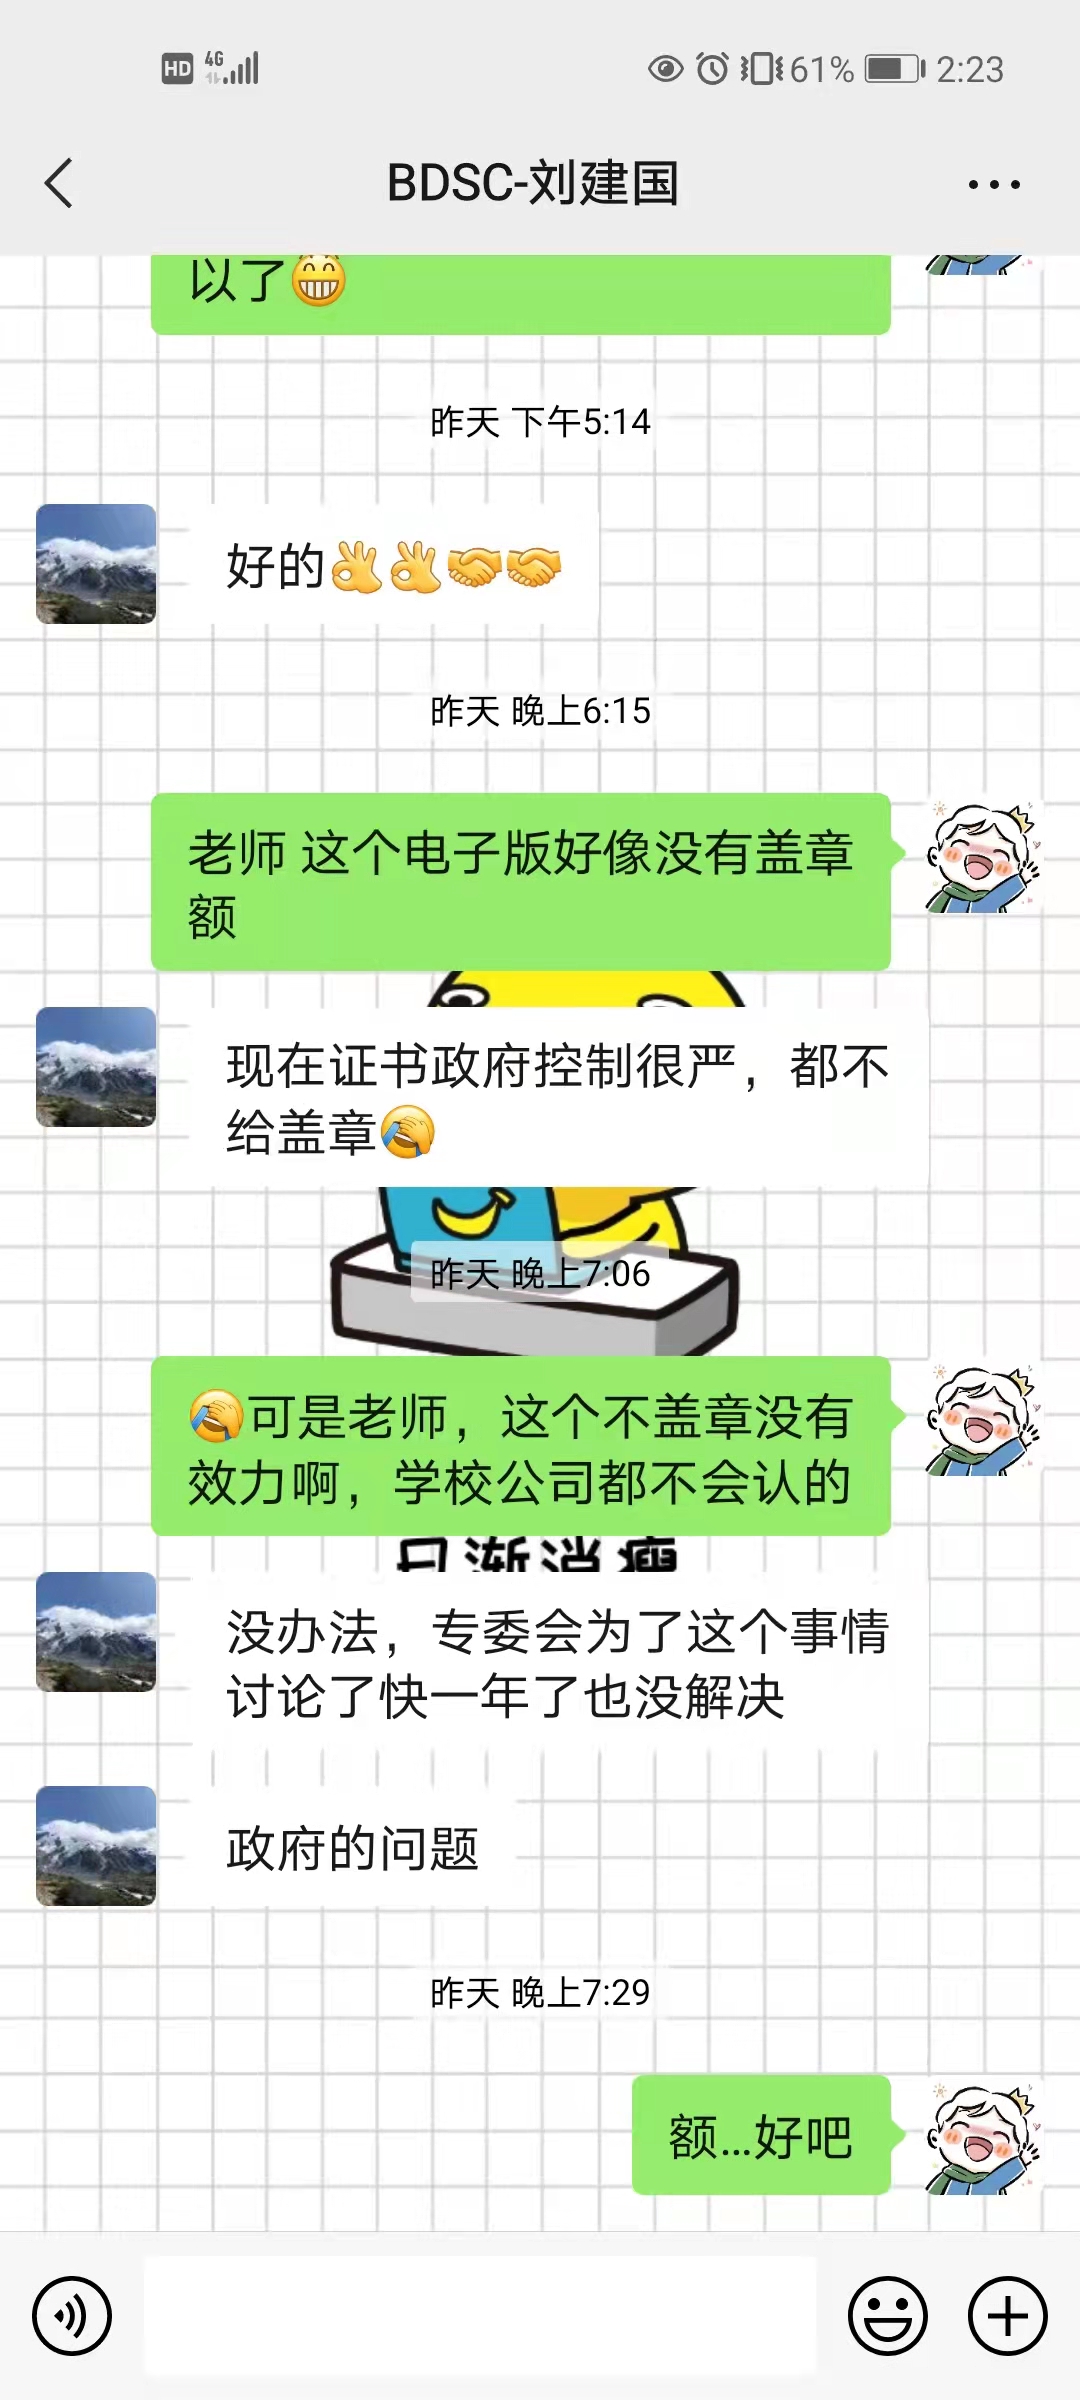 HD 4G 61% 2:23
BDSC-刘建国
以了😁
昨天 下午5:14
好的👌👌🤝🤝
昨天 晚上6:15
老师 这个电子版好像没有盖章
额
现在证书政府控制很严，都不
给盖章🤦
昨天 晚上7:06
🤦可是老师，这个不盖章没有
效力啊，学校公司都不会认的
日渐消瘦
没办法，专委会为了这个事情
讨论了快一年了也没解决
政府的问题
昨天 晚上7:29
额...好吧